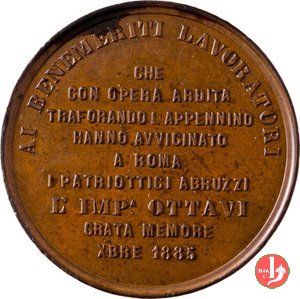 AI BENEMERITI LAVORATORI
CHE
CON OPERA ARDITA
TRAFORANDO L'APPENNINO
HANNO AVVICINATO
A ROMA
I PATRIOTTICI ABRUZZI
L' IMPᴬ OTTAVI
GRATA MEMORE
XBRE 1885